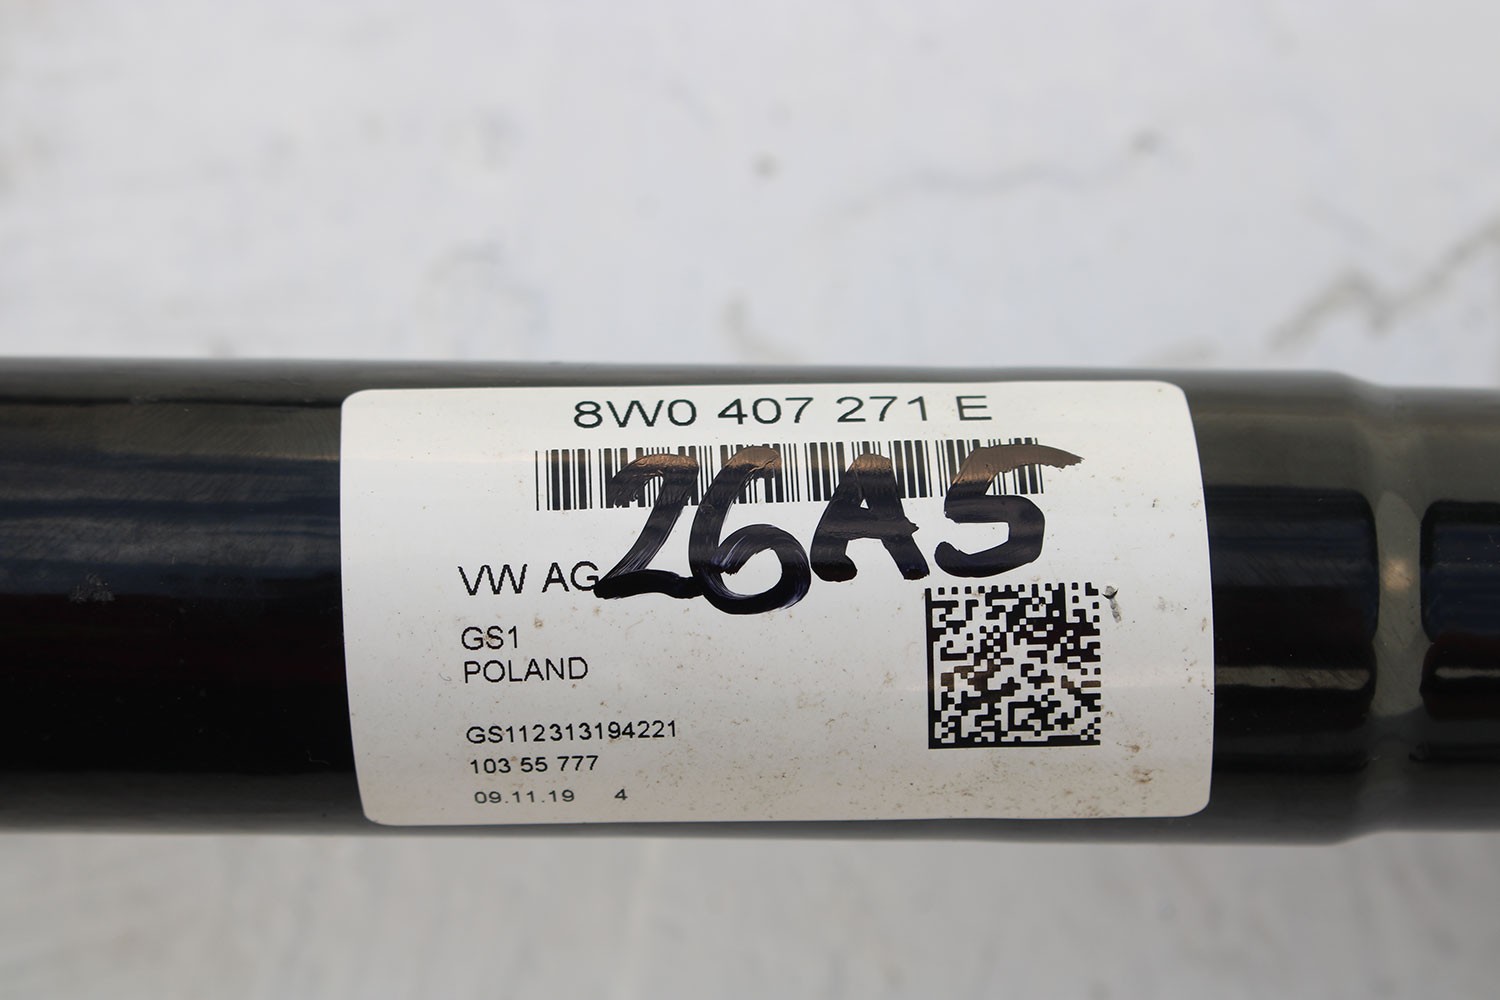 8W0 407 271 E
26A5
VW AG
GS1
POLAND
GS112313194221
103 55 777
09.11.19 4